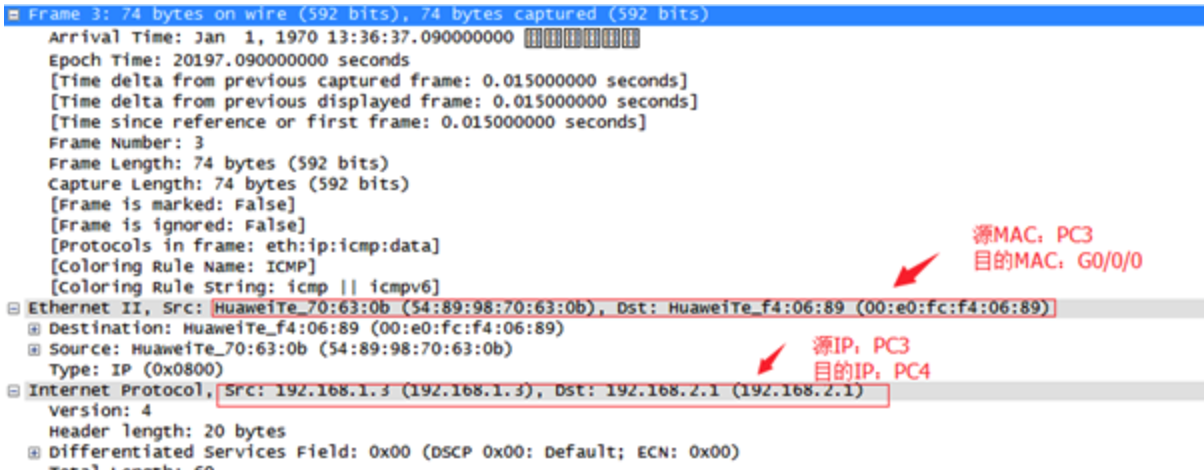 Frame 3: 74 bytes on wire (592 bits), 74 bytes captured (592 bits)
Arrival Time: Jan  1, 1970 13:36:37.090000000
Epoch Time: 20197.090000000 seconds
[Time delta from previous captured frame: 0.015000000 seconds]
[Time delta from previous displayed frame: 0.015000000 seconds]
[Time since reference or first frame: 0.015000000 seconds]
Frame Number: 3
Frame Length: 74 bytes (592 bits)
Capture Length: 74 bytes (592 bits)
[Frame is marked: False]
[Frame is ignored: False]
[Protocols in frame: eth:ip:icmp:data]
源MAC：PC3
目的MAC：G0/0/0
[Coloring Rule Name: ICMP]
[Coloring Rule String: icmp || icmpv6]
Ethernet II, Src: HuaweiTe_70:63:0b (54:89:98:70:63:0b), Dst: HuaweiTe_f4:06:89 (00:e0:fc:f4:06:89)
Destination: HuaweiTe_f4:06:89 (00:e0:fc:f4:06:89)
Source: HuaweiTe_70:63:0b (54:89:98:70:63:0b)
源IP：PC3
目的IP：PC4
Type: IP (0x0800)
Internet Protocol, Src: 192.168.1.3 (192.168.1.3), Dst: 192.168.2.1 (192.168.2.1)
Version: 4
Header length: 20 bytes
Differentiated Services Field: 0x00 (DSCP 0x00: Default; ECN: 0x00)